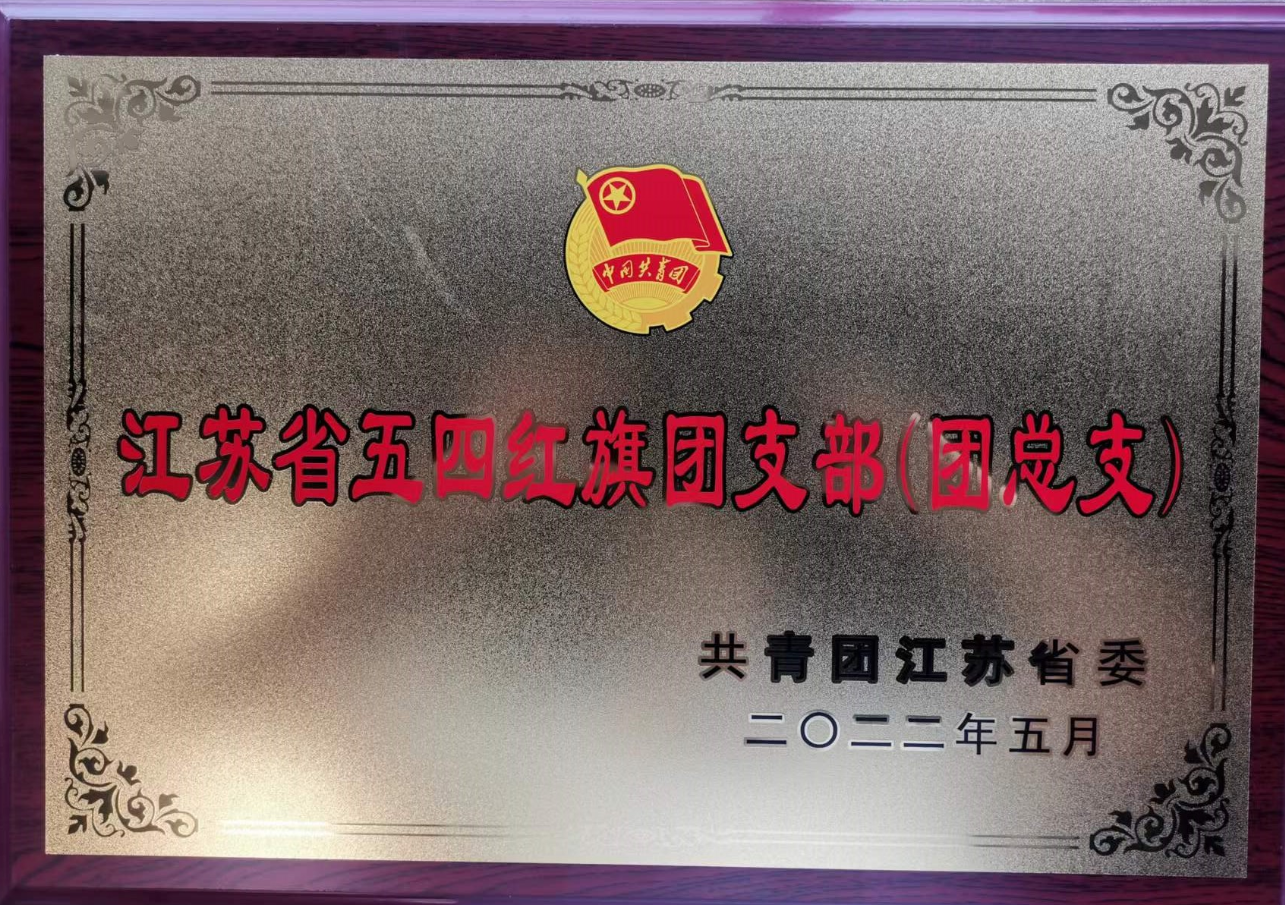 中国共青团
江苏省五四红旗团支部(团总支)
共青团江苏省委
二〇二二年五月